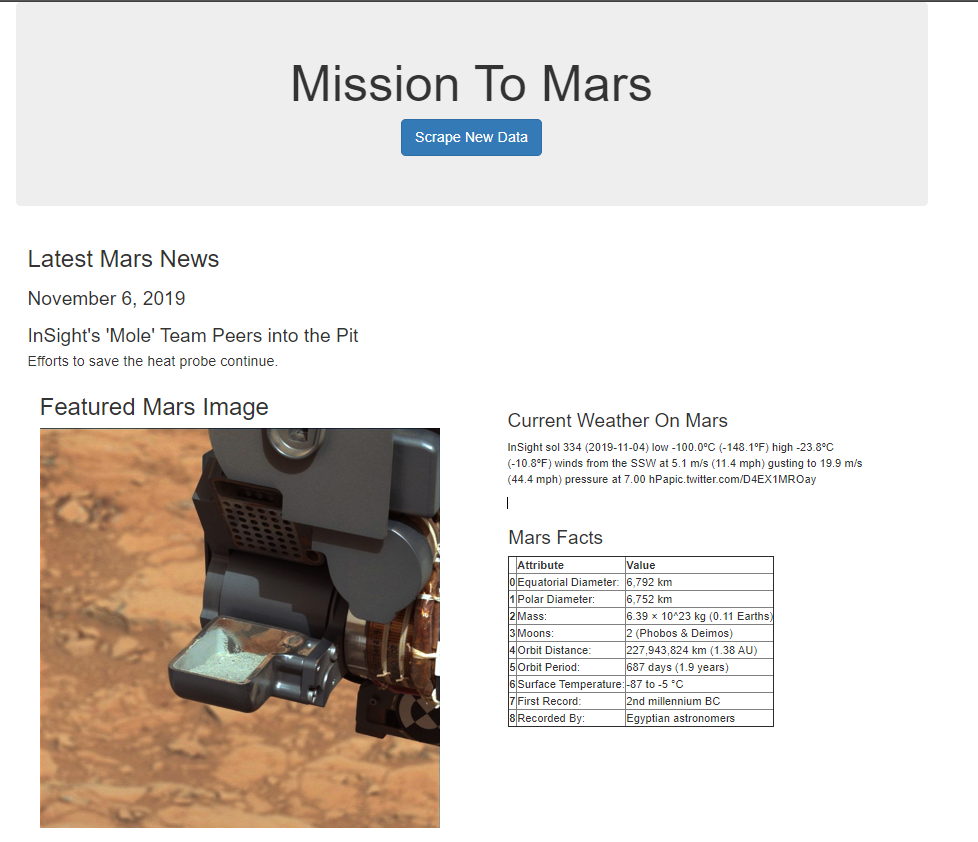 Mission To Mars
Scrape New Data
Latest Mars News
November 6, 2019
InSight's 'Mole' Team Peers into the Pit
Efforts to save the heat probe continue.
Featured Mars Image
Current Weather On Mars
InSight sol 334 (2019-11-04) low -100.0ºC (-148.1ºF) high -23.8ºC
(-10.8ºF) winds from the SSW at 5.1 m/s (11.4 mph) gusting to 19.9 m/s
(44.4 mph) pressure at 7.00 hPapic.twitter.com/D4EX1MROay
Mars Facts
Attribute Value
0 Equatorial Diameter: 6,792 km
1 Polar Diameter: 6,752 km
2 Mass: 6.39 × 10^23 kg (0.11 Earths)
3 Moons: 2 (Phobos & Deimos)
4 Orbit Distance: 227,943,824 km (1.38 AU)
5 Orbit Period: 687 days (1.9 years)
6 Surface Temperature: -87 to -5 °C
7 First Record: 2nd millennium BC
8 Recorded By: Egyptian astronomers